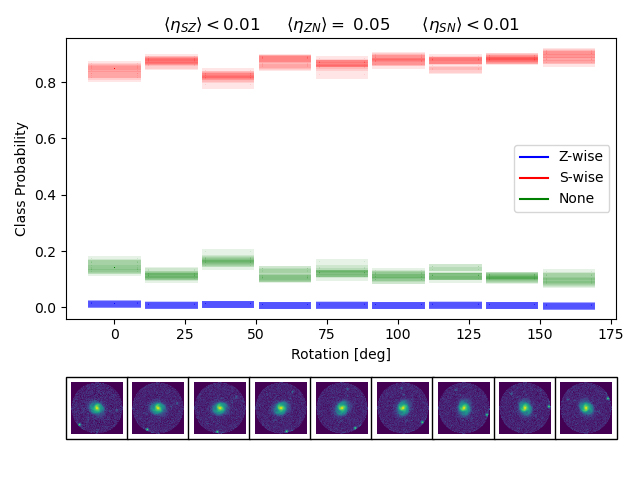 ⟨η_SZ⟩ < 0.01 ⟨η_ZN⟩ = 0.05 ⟨η_SN⟩ < 0.01
Class Probability
0.8
0.6
0.4
0.2
0.0
Z-wise
S-wise
None
0 25 50 75 100 125 150 175
Rotation [deg]